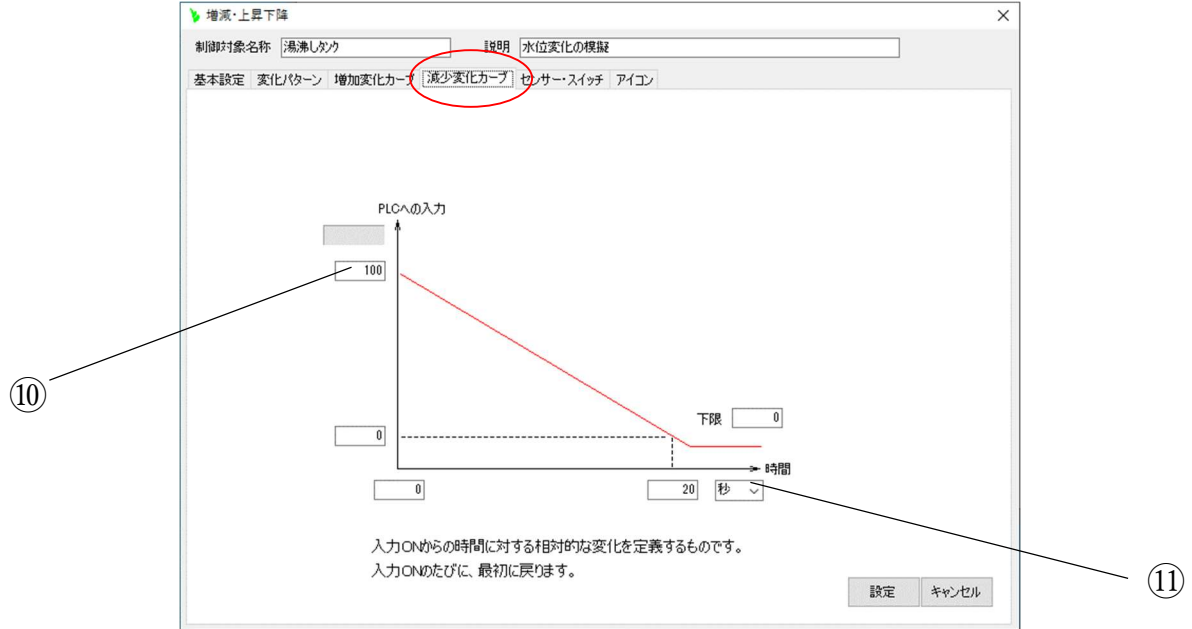 増減・上昇下降
制御対象名称 湯沸しタンク 説明 水位変化の模擬
基本設定 変化パターン 増加変化カーブ 減少変化カーブ センサー・スイッチ アイコン
PLCへの入力
100
⑩
下限 0
0
時間
0 20 秒
⑪
入力ONからの時間に対する相対的な変化を定義するものです。
入力ONのたびに、最初に戻ります。
設定 キャンセル